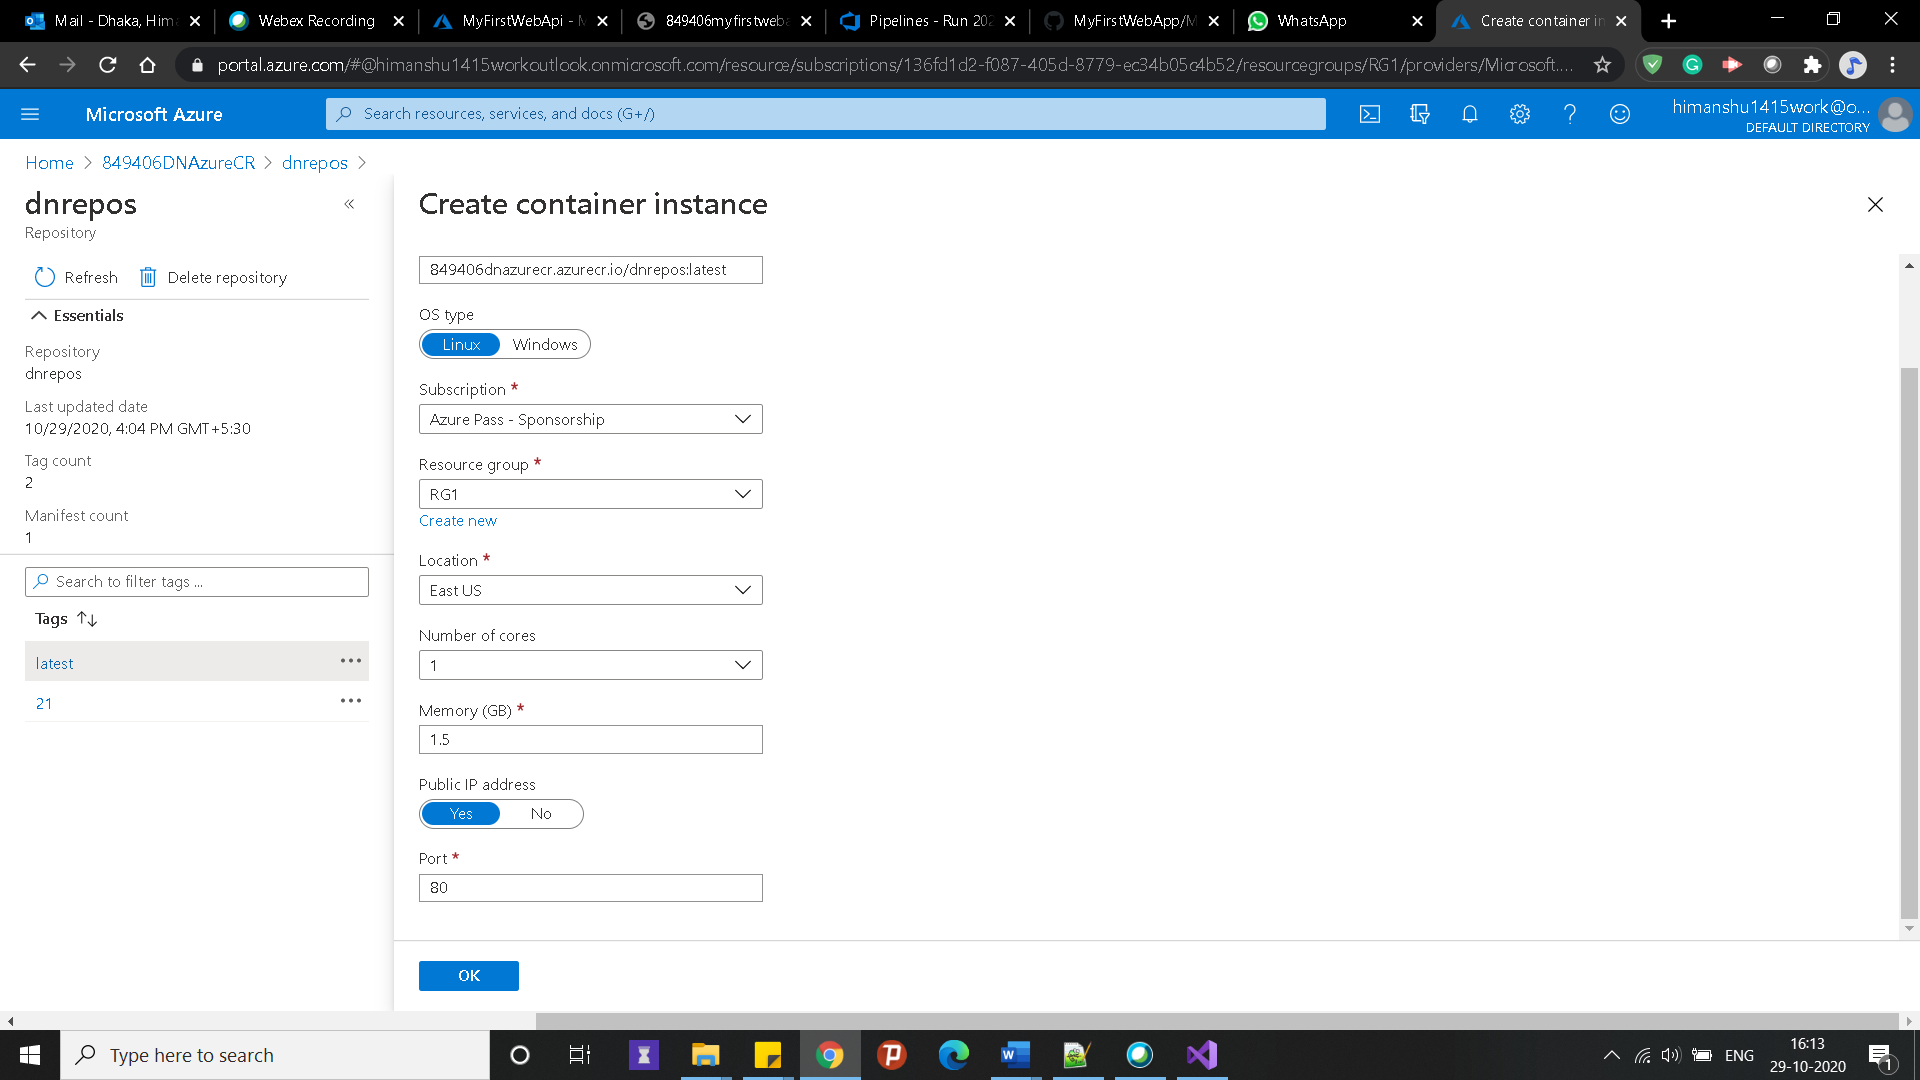 Mail - Dhaka, Him
Webex Recording
MyFirstWebApi - M
849406myfirstweba
Pipelines - Run 202
MyFirstWebApp/M
WhatsApp
Create container in
portal.azure.com/#@himanshu1415workoutlook.onmicrosoft.com/resource/subscriptions/136fd1d2-f087-405d-8779-ec34b05c4b52/resourcegroups/RG1/providers/Microsoft....
Microsoft Azure
Search resources, services, and docs (G+/)
himanshu1415work@o...
DEFAULT DIRECTORY
Home > 849406DNAzureCR > dnrepos >
dnrepos
Repository
Refresh
Delete repository
Essentials
Repository
dnrepos
Last updated date
10/29/2020, 4:04 PM GMT+5:30
Tag count
2
Manifest count
1
Search to filter tags ...
Tags
latest
21
Create container instance
849406dnazurecr.azurecr.io/dnrepos:latest
OS type
Linux Windows
Subscription *
Azure Pass - Sponsorship
Resource group *
RG1
Create new
Location *
East US
Number of cores
1
Memory (GB) *
1.5
Public IP address
Yes No
Port *
80
OK
Type here to search
ENG
16:13
29-10-2020
1